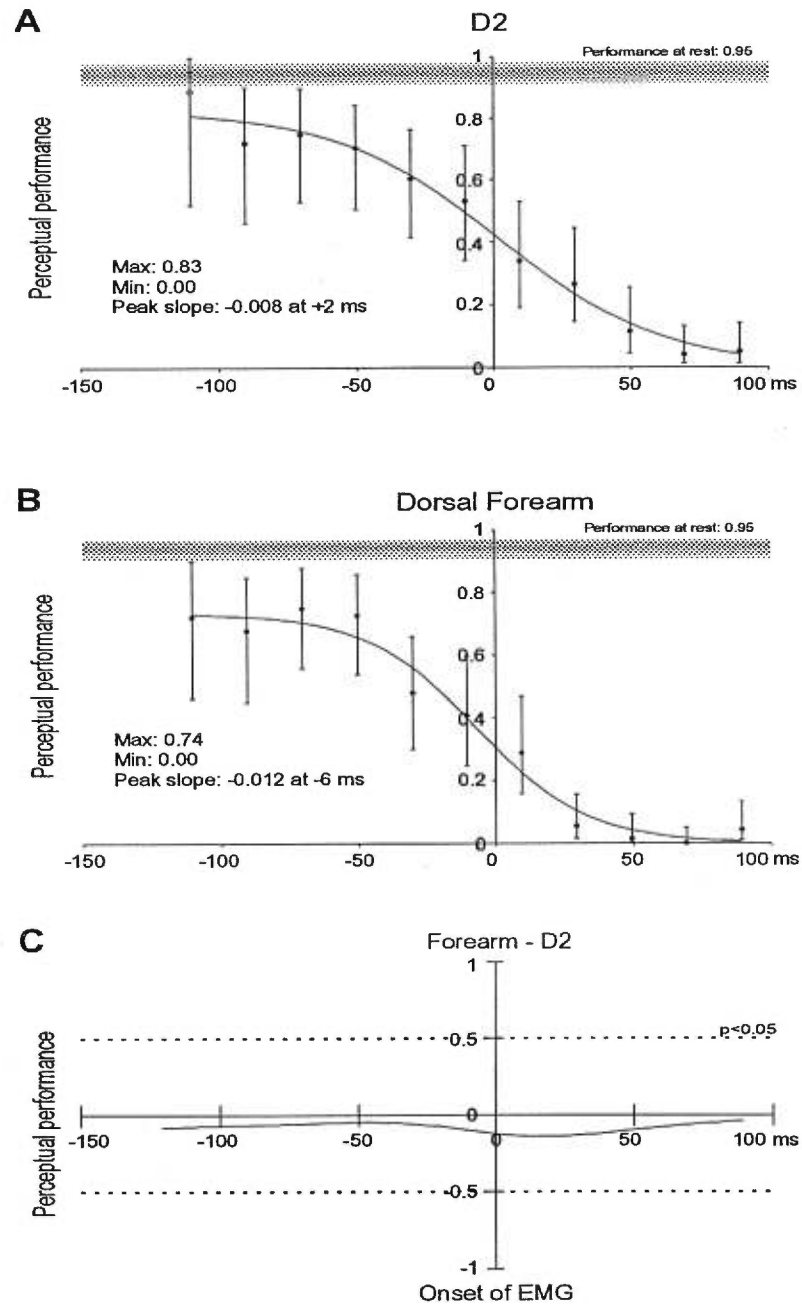 A
D2
Performance at rest: 0.95
1
0.8
0.6
0.4
0.2
0
Perceptual performance
Max: 0.83
Min: 0.00
Peak slope: -0.008 at +2 ms
-150 -100 -50 0 50 100 ms
B
Dorsal Forearm
Performance at rest: 0.95
1
0.8
0.6
0.4
0.2
0
Perceptual performance
Max: 0.74
Min: 0.00
Peak slope: -0.012 at -6 ms
-150 -100 -50 0 50 100 ms
C
Forearm - D2
1
p<0.05
0.5
0
Perceptual performance
-150 -100 -50 0 50 100 ms
-0.5
-1
Onset of EMG